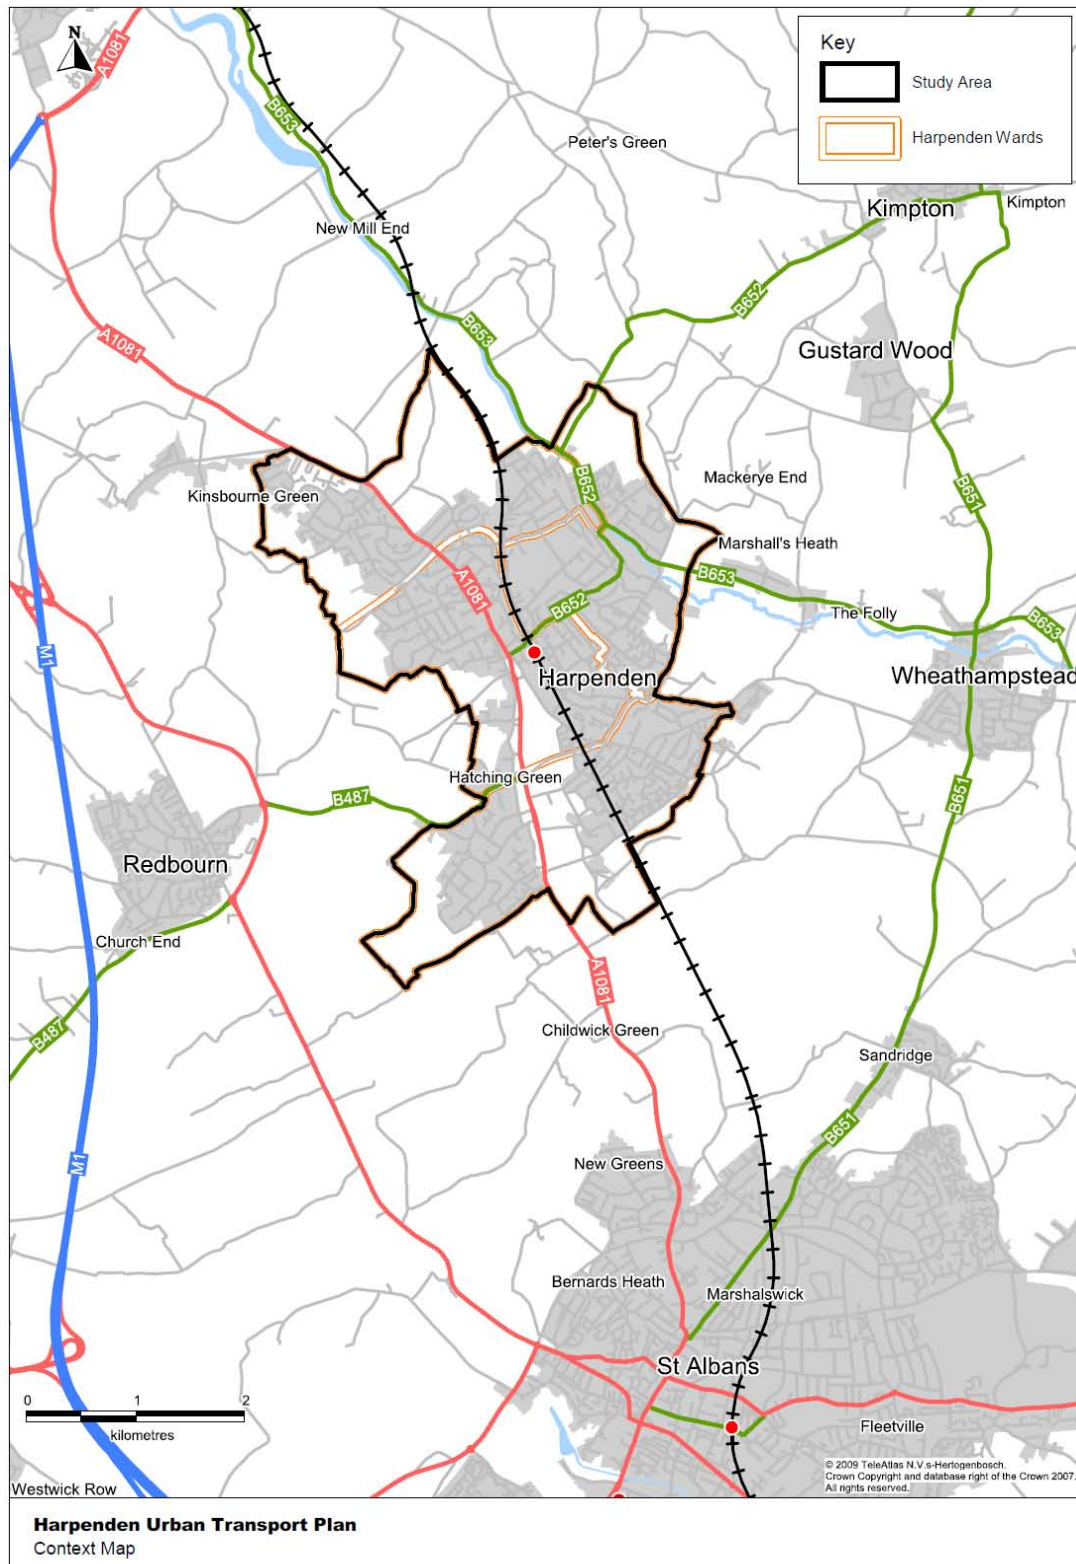 N
A1081
Key
Study Area
Harpenden Wards
B653
Peter's Green
Kimpton
Kimpton
New Mill End
B652
A1081
B653
Gustard Wood
Kinsbourne Green
B652
Mackerye End
B651
Marshall's Heath
A1081
B653
B652
The Folly
B653
M1
Harpenden
Wheathampstead
Hatching Green
B487
B651
Redbourn
Church End
A1081
B487
Childwick Green
Sandridge
B651
M1
New Greens
Bernards Heath
Marshalswick
St Albans
0 1 2
kilometres
Fleetville
© 2009 TeleAtlas N.V.s-Hertogenbosch.
Crown Copyright and database right of the Crown 2007.
All rights reserved.
Westwick Row
Harpenden Urban Transport Plan
Context Map